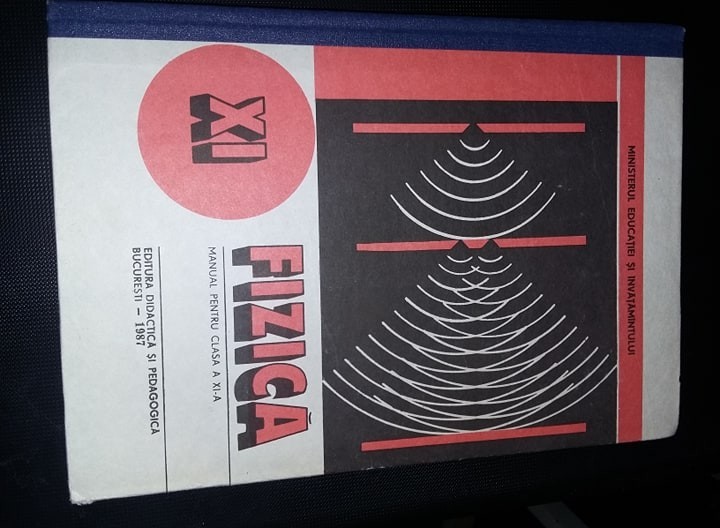 MINISTERUL EDUCAȚIEI ȘI ÎNVĂȚĂMÎNTULUI
FIZICĂ
XI
MANUAL PENTRU CLASA A XI-A
EDITURA DIDACTICĂ ȘI PEDAGOGICĂ
BUCUREȘTI – 1987